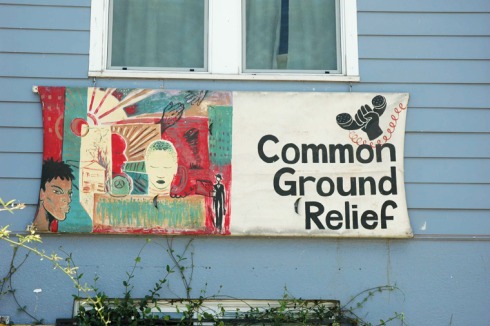 Common
Ground
Relief